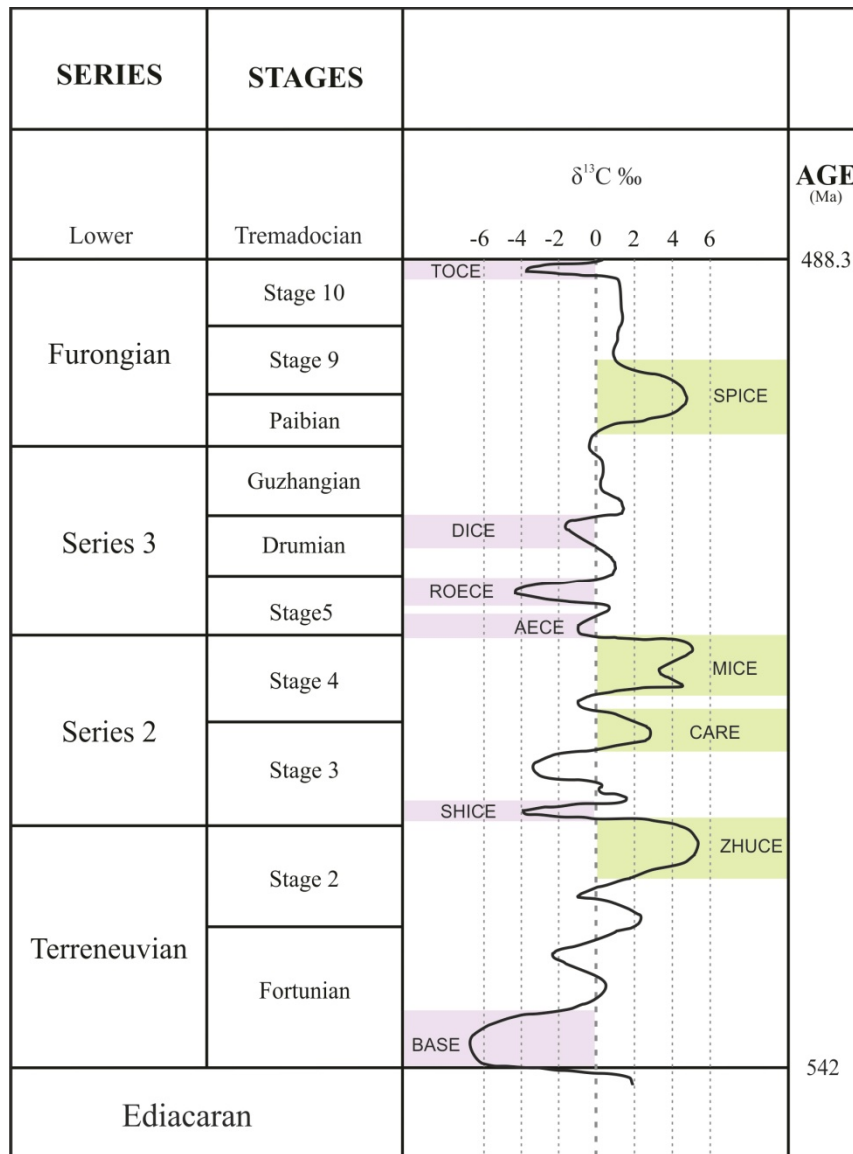 SERIES STAGES
δ¹³C ‰ AGE
(Ma)
Lower Tremadocian -6 -4 -2 0 2 4 6
488.3
TOCE
Stage 10
Furongian Stage 9
SPICE
Paibian
Guzhangian
DICE
Series 3 Drumian
ROECE
Stage5
AECE
MICE
Stage 4
Series 2 CARE
Stage 3
SHICE
ZHUCE
Stage 2
Terreneuvian
Fortunian
BASE
542
Ediacaran